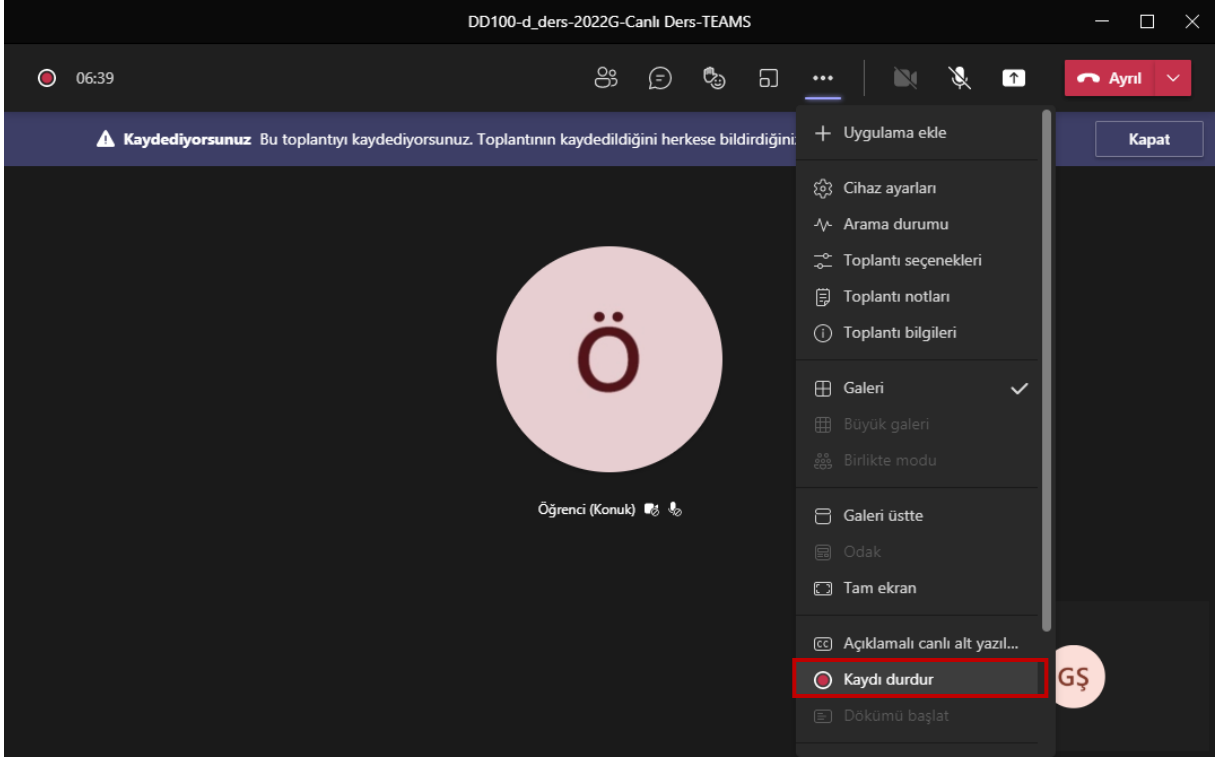 DD100-d_ders-2022G-Canlı Ders-TEAMS
06:39
Ayrıl
Kaydediyorsunuz Bu toplantıyı kaydediyorsunuz. Toplantının kaydedildiğini herkese bildirdiğini
Kapat
Uygulama ekle
Cihaz ayarları
Arama durumu
Toplantı seçenekleri
Toplantı notları
Toplantı bilgileri
Galeri
Büyük galeri
Birlikte modu
Galeri üstte
Odak
Tam ekran
Açıklamalı canlı alt yazıl...
Kaydı durdur
Dökümü başlat
Ö
Öğrenci (Konuk)
GŞ